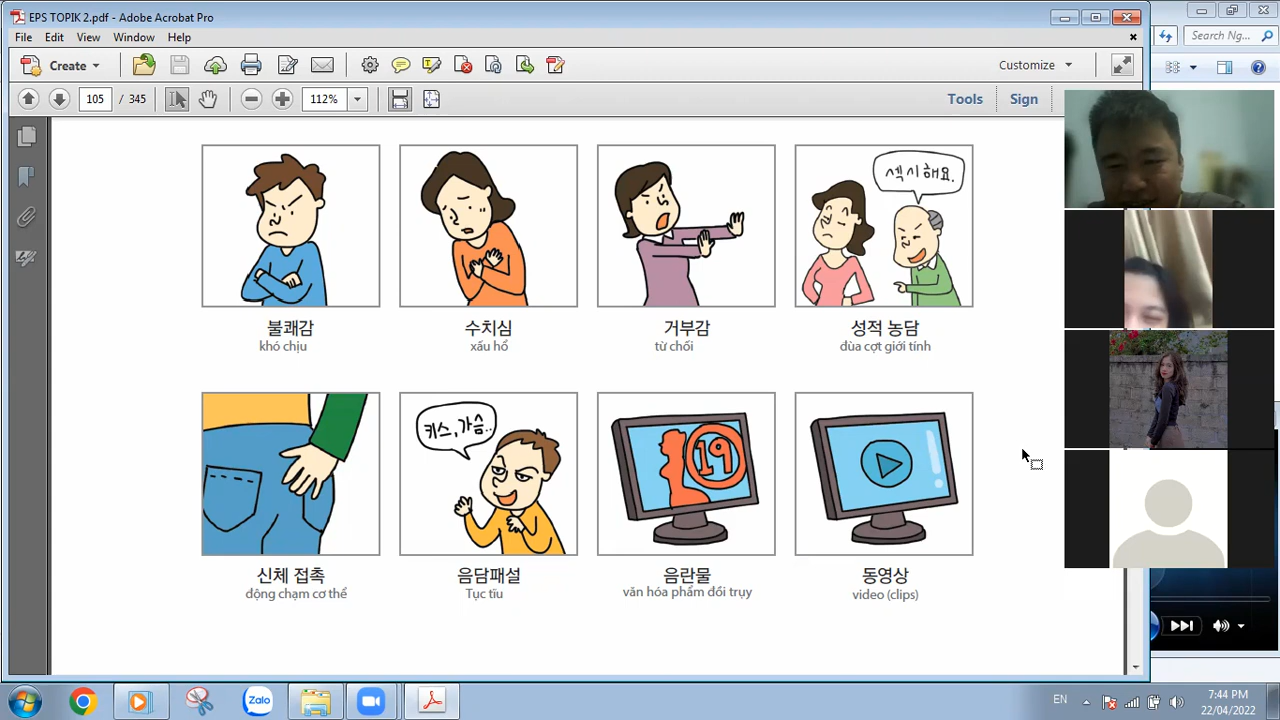 EPS TOPIK 2.pdf - Adobe Acrobat Pro
File Edit View Window Help
Search Ng...
Create
Customize
105 / 345
112%
Tools Sign
섹시해요.
불쾌감 수치심 거부감 성적 농담
khó chịu xấu hổ từ chối đùa cợt giới tính
키스,가슴..
19
신체 접촉 음담패설 음란물 동영상
động chạm cơ thể Tục tĩu văn hóa phẩm đồi trụy video (clips)
Zalo
EN
7:44 PM
22/04/2022